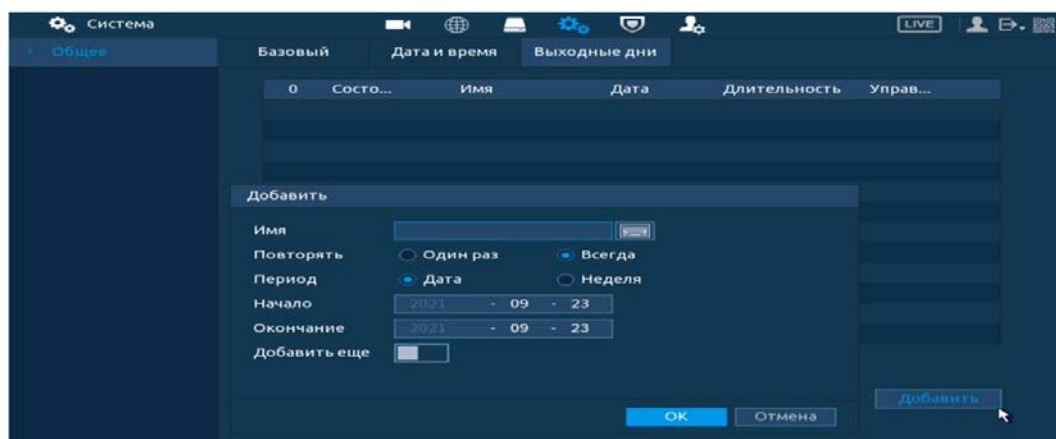 Система LIVE
Общее Базовый Дата и время Выходные дни
0 Состо... Имя Дата Длительность Управ...
Добавить
Имя
Повторять Один раз Всегда
Период Дата Неделя
Начало 2021 - 09 - 23
Окончание 2021 - 09 - 23
Добавить еще
Добавить
OK Отмена